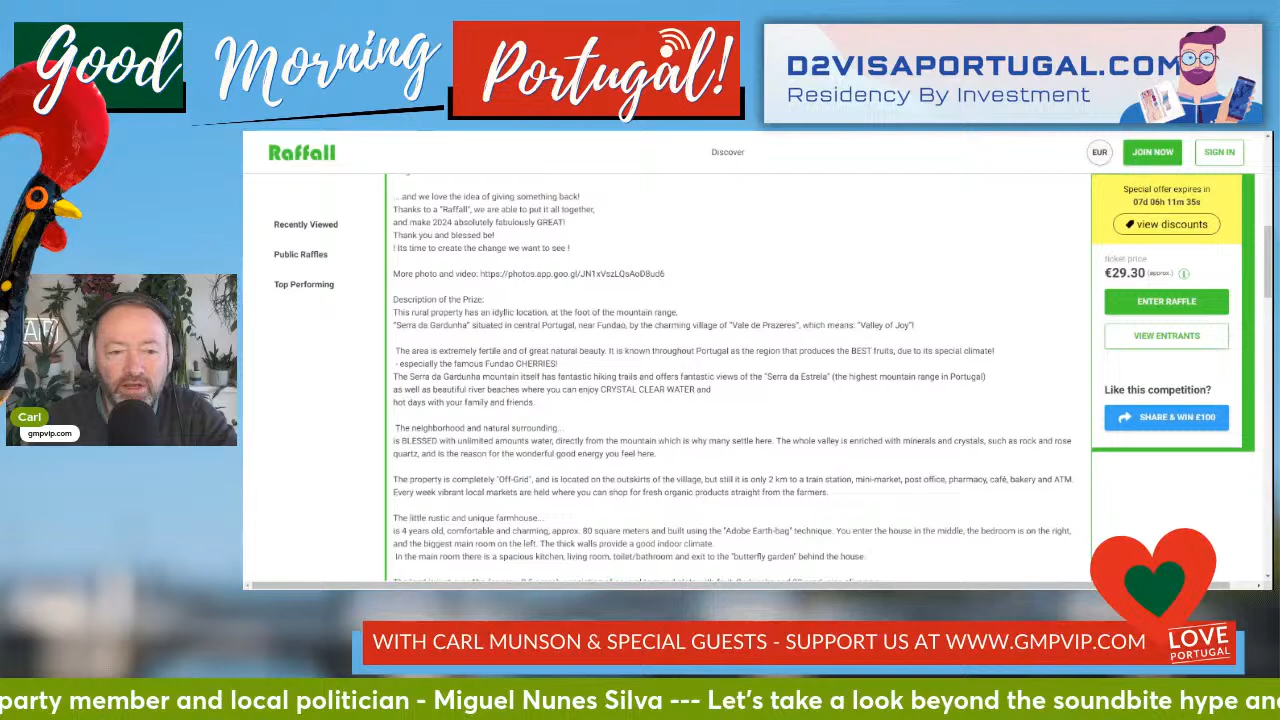 Good Morning Portugal!
D2VISAPORTUGAL.COM
Residency By Investment
Raffall
Discover
EUR
JOIN NOW
SIGN IN
Recently Viewed
Public Raffles
Top Performing
....and we love the idea of giving something back!
Thanks to a "Raffall", we are able to put it all together,
and make 2024 absolutely fabulously GREAT!
Thank you and blessed be!
! its time to create the change we want to see !
More photo and video: https://photos.app.goo.gl/JN1xVszLQsAoD8ud6
Description of the Prize:
This rural property has an idyllic location, at the foot of the mountain range,
"Serra da Gardunha" situated in central Portugal, near Fundao, by the charming village of "Vale de Prazeres", which means: "Valley of Joy"!
The area is extremely fertile and of great natural beauty. It is known throughout Portugal as the region that produces the BEST fruits, due to its special climate!
- especially the famous Fundao CHERRIES!
The Serra da Gardunha mountain itself has fantastic hiking trails and offers fantastic views of the "Serra da Estrela" (the highest mountain range in Portugal)
as well as beautiful river beaches where you can enjoy CRYSTAL CLEAR WATER and
hot days with your family and friends.
The neighborhood and natural surrounding...
is BLESSED with unlimited amounts water, directly from the mountain which is why many settle here. The whole valley is enriched with minerals and crystals, such as rock and rose
quartz, and is the reason for the wonderful good energy you feel here.
The property is completely "Off-Grid", and is located on the outskirts of the village, but still it is only 2 km to a train station, mini-market, post office, pharmacy, café, bakery and ATM.
Every week vibrant local markets are held where you can shop for fresh organic products straight from the farmers.
The little rustic and unique farmhouse...
is 4 years old, comfortable and charming, approx. 80 square meters and built using the "Adobe Earth-bag" technique. You enter the house in the middle, the bedroom is on the right,
and the biggest main room on the left. The thick walls provide a good indoor climate.
In the main room there is a spacious kitchen, living room, toilet/bathroom and exit to the "butterfly garden" behind the house.
Special offer expires in
07d 06h 11m 35s
view discounts
ticket price
€29.30 (approx.)
ENTER RAFFLE
VIEW ENTRANTS
Like this competition?
SHARE & WIN £100
Carl
gmpvip.com
WITH CARL MUNSON & SPECIAL GUESTS - SUPPORT US AT WWW.GMPVIP.COM
LOVE
PORTUGAL
party member and local politician - Miguel Nunes Silva --- Let's take a look beyond the soundbite hype and